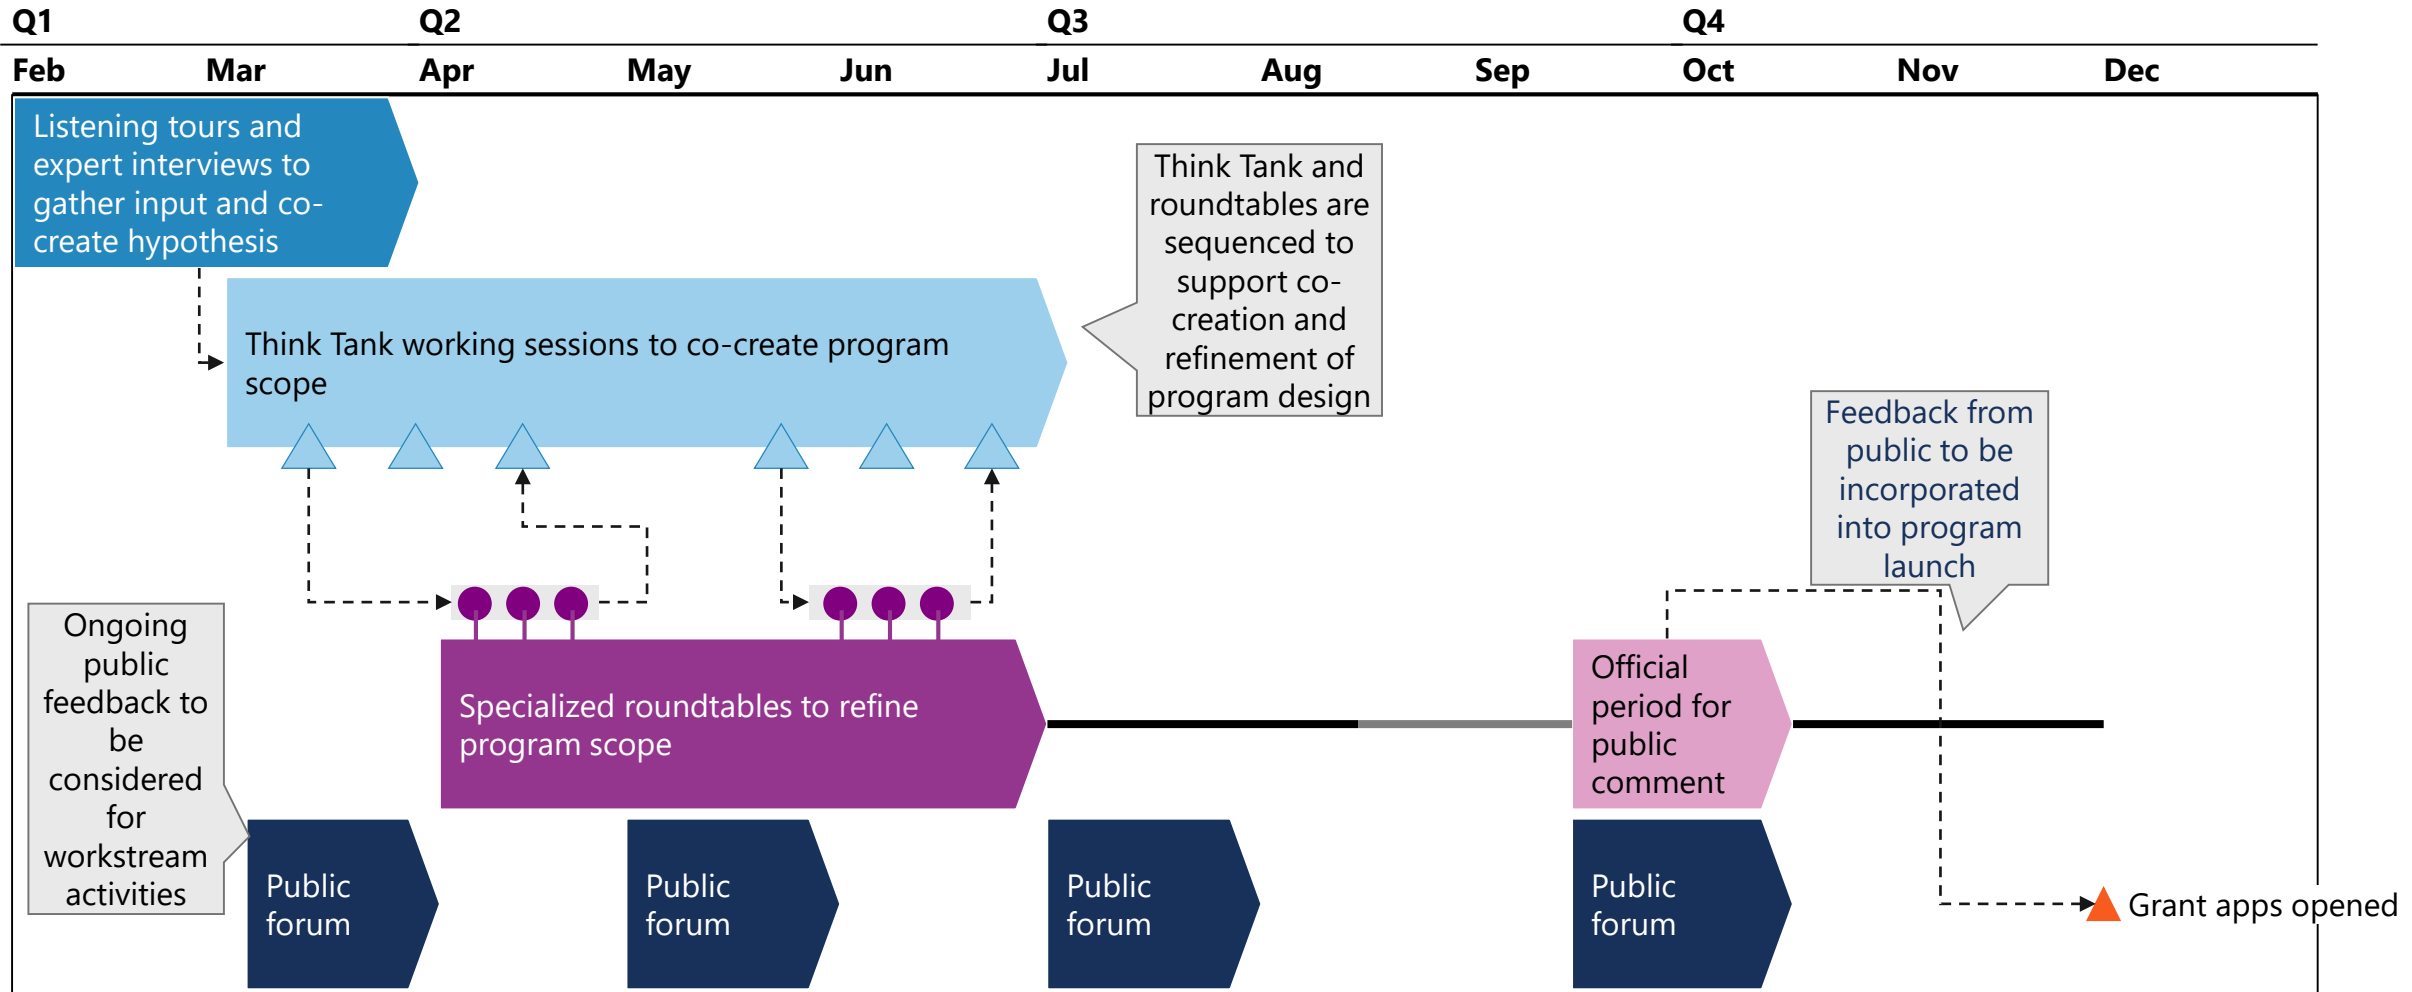 Q1 Q2 Q3 Q4
Feb Mar Apr May Jun Jul Aug Sep Oct Nov Dec
Listening tours and
expert interviews to
gather input and co-
create hypothesis
Think Tank and
roundtables are
sequenced to
support co-
creation and
refinement of
program design
Think Tank working sessions to co-create program
scope
Feedback from
public to be
incorporated
into program
launch
Ongoing
public
feedback to
be
considered
for
workstream
activities
Specialized roundtables to refine
program scope
Official
period for
public
comment
Public
forum
Public
forum
Public
forum
Public
forum
Grant apps opened